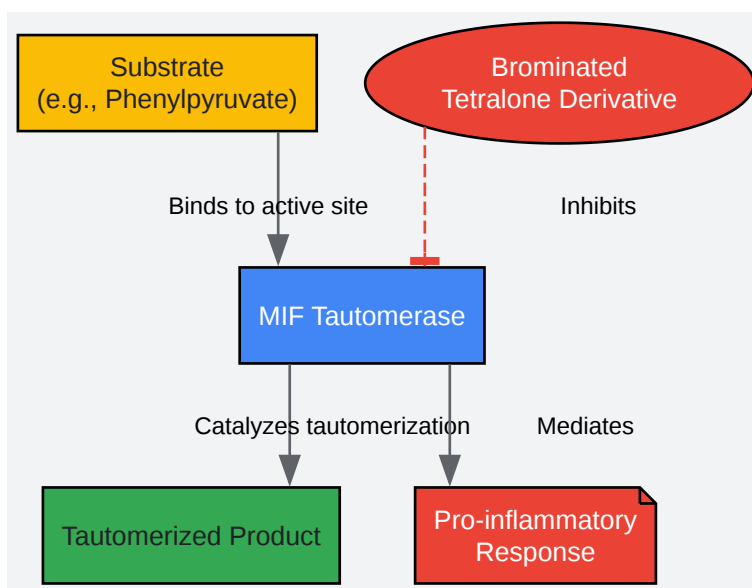 Substrate
(e.g., Phenylpyruvate)
Brominated
Tetralone Derivative
Binds to active site
Inhibits
MIF Tautomerase
Catalyzes tautomerization
Mediates
Tautomerized Product
Pro-inflammatory
Response